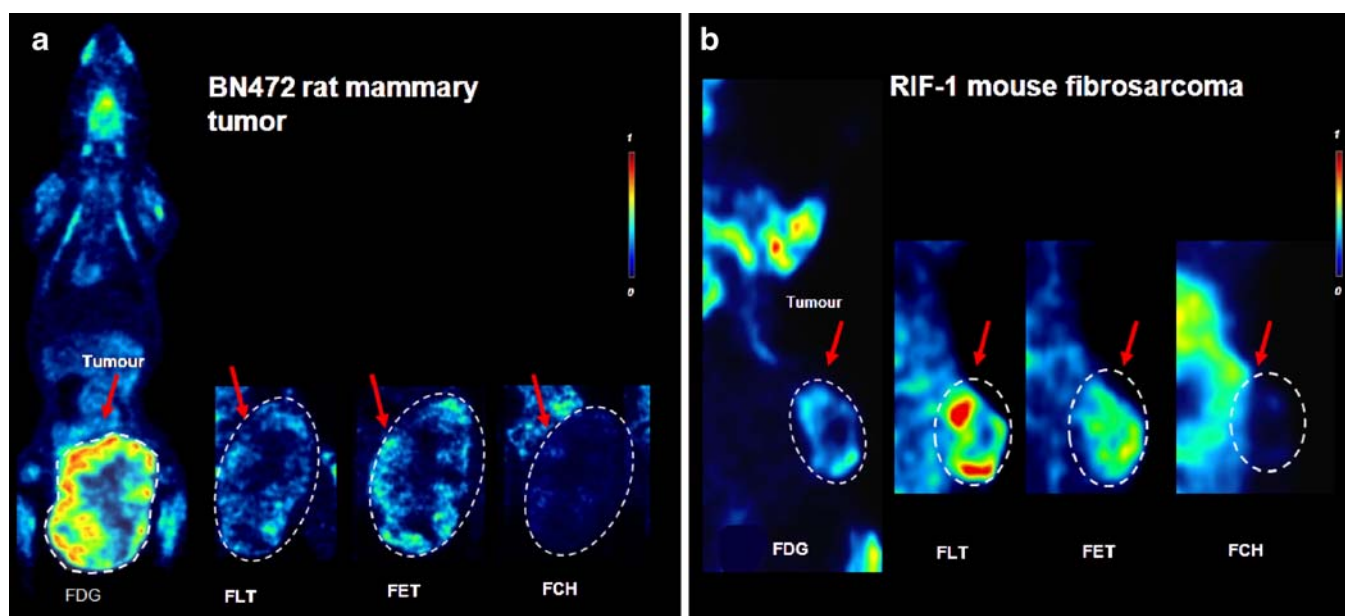 a
BN472 rat mammary
tumor
1
0
Tumour
FDG
FLT
FET
FCH
b
RIF-1 mouse fibrosarcoma
1
0
Tumour
FDG
FLT
FET
FCH